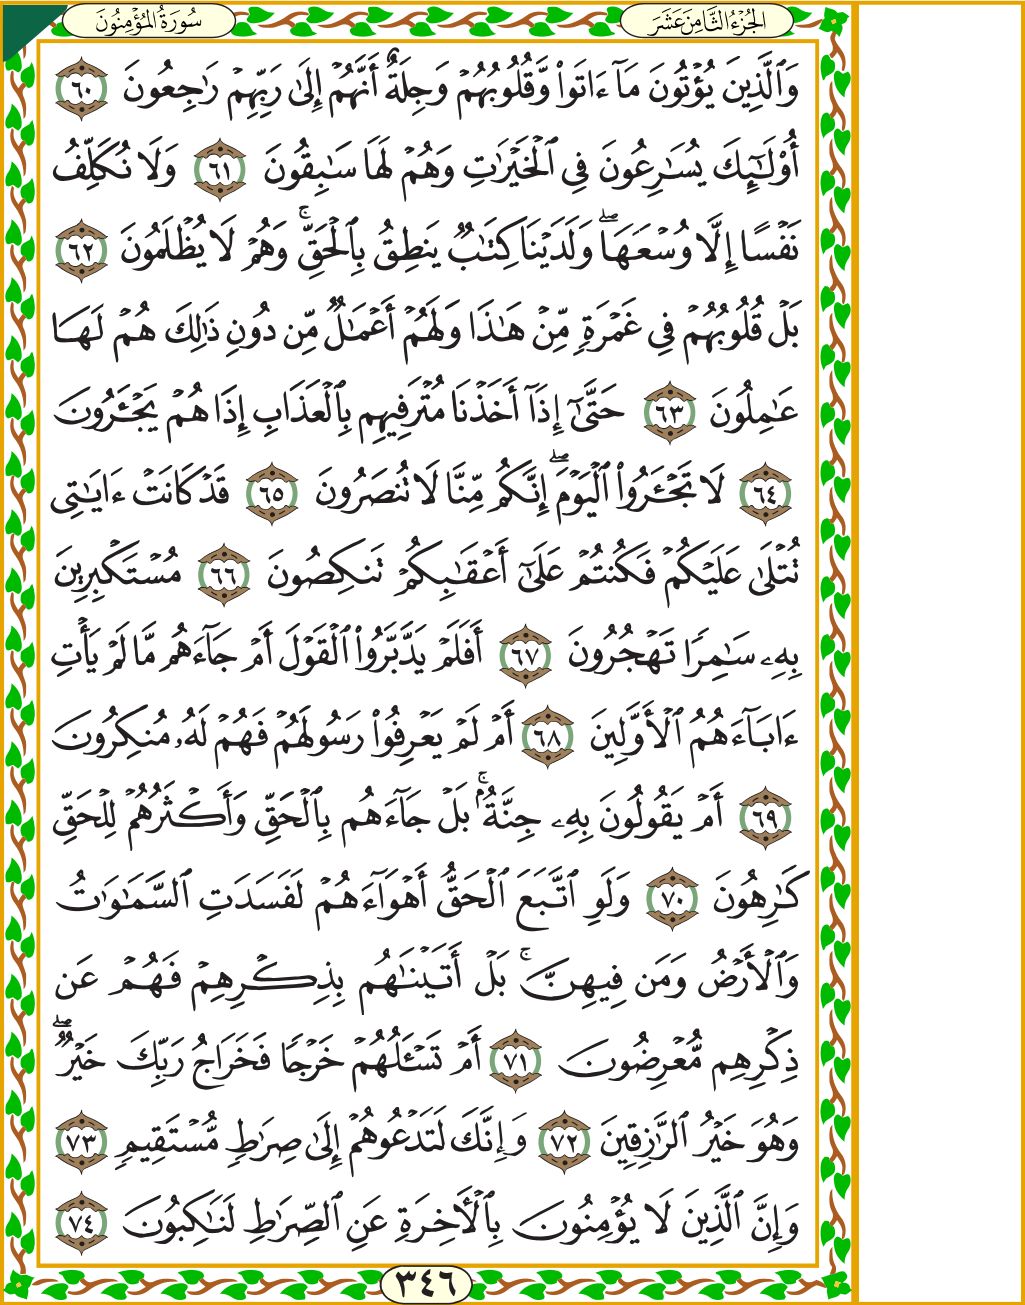 الجُزْءُ الثَّامِنَ عَشَرَ
سُورَةُ المُؤْمِنُونَ
وَٱلَّذِينَ يُؤْتُونَ مَآ ءَاتَوا۟ وَّقُلُوبُهُمْ وَجِلَةٌ أَنَّهُمْ إِلَىٰ رَبِّهِمْ رَٰجِعُونَ ٦٠
أُو۟لَـٰٓئِكَ يُسَـٰرِعُونَ فِى ٱلْخَيْرَٰتِ وَهُمْ لَهَا سَـٰبِقُونَ ٦١ وَلَا نُكَلِّفُ
نَفْسًا إِلَّا وُسْعَهَا ۖ وَلَدَيْنَا كِتَـٰبٌ يَنطِقُ بِٱلْحَقِّ ۚ وَهُمْ لَا يُظْلَمُونَ ٦٢
بَلْ قُلُوبُهُمْ فِى غَمْرَةٍ مِّنْ هَـٰذَا وَلَهُمْ أَعْمَـٰلٌ مِّن دُونِ ذَٰلِكَ هُمْ لَهَا
عَـٰمِلُونَ ٦٣ حَتَّىٰٓ إِذَآ أَخَذْنَا مُتْرَفِيهِم بِٱلْعَذَابِ إِذَا هُمْ يَجْـَٔرُونَ
٦٤ لَا تَجْـَٔرُوا۟ ٱلْيَوْمَ ۖ إِنَّكُم مِّنَّا لَا تُنصَرُونَ ٦٥ قَدْ كَانَتْ ءَايَـٰتِى
تُتْلَىٰ عَلَيْكُمْ فَكُنتُمْ عَلَىٰٓ أَعْقَـٰبِكُمْ تَنكِصُونَ ٦٦ مُسْتَكْبِرِينَ
بِهِۦ سَـٰمِرًا تَهْجُرُونَ ٦٧ أَفَلَمْ يَدَّبَّرُوا۟ ٱلْقَوْلَ أَمْ جَآءَهُم مَّا لَمْ يَأْتِ
ءَابَآءَهُمُ ٱلْأَوَّلِينَ ٦٨ أَمْ لَمْ يَعْرِفُوا۟ رَسُولَهُمْ فَهُمْ لَهُۥ مُنكِرُونَ
٦٩ أَمْ يَقُولُونَ بِهِۦ جِنَّةٌۢ ۚ بَلْ جَآءَهُم بِٱلْحَقِّ وَأَكْثَرُهُمْ لِلْحَقِّ
كَـٰرِهُونَ ٧٠ وَلَوِ ٱتَّبَعَ ٱلْحَقُّ أَهْوَآءَهُمْ لَفَسَدَتِ ٱلسَّمَـٰوَٰتُ
وَٱلْأَرْضُ وَمَن فِيهِنَّ ۚ بَلْ أَتَيْنَـٰهُم بِذِكْرِهِمْ فَهُمْ عَن
ذِكْرِهِم مُّعْرِضُونَ ٧١ أَمْ تَسْـَٔلُهُمْ خَرْجًا فَخَرَاجُ رَبِّكَ خَيْرٌ ۖ
وَهُوَ خَيْرُ ٱلرَّٰزِقِينَ ٧٢ وَإِنَّكَ لَتَدْعُوهُمْ إِلَىٰ صِرَٰطٍ مُّسْتَقِيمٍ ٧٣
وَإِنَّ ٱلَّذِينَ لَا يُؤْمِنُونَ بِٱلْـَٔاخِرَةِ عَنِ ٱلصِّرَٰطِ لَنَـٰكِبُونَ ٧٤
٣٤٦